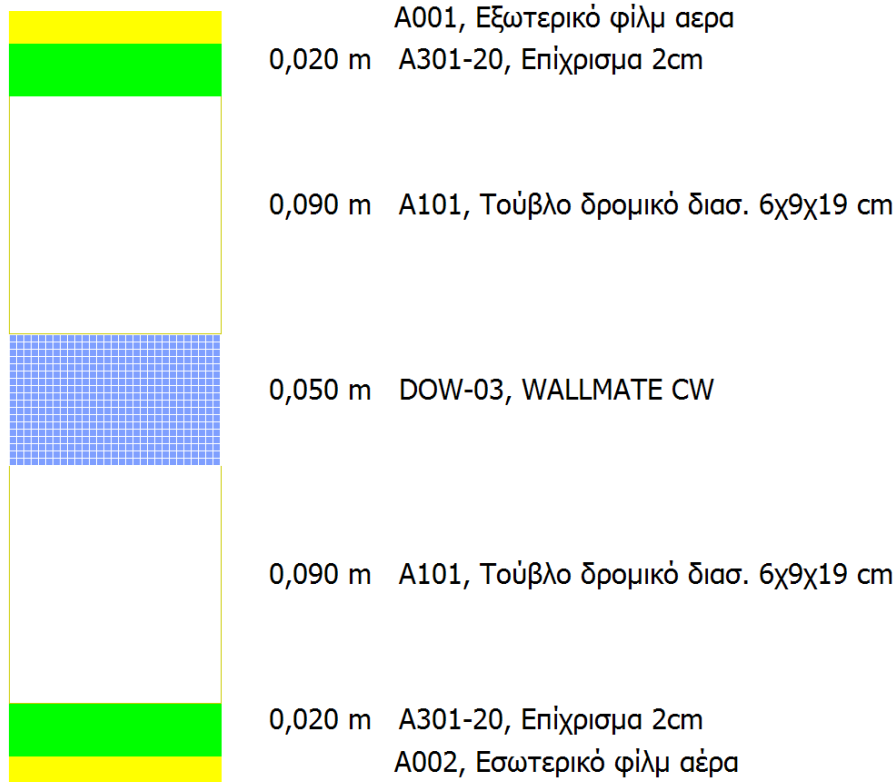 A001, Εξωτερικό φίλμ αερα
0,020 m A301-20, Επίχρισμα 2cm
0,090 m A101, Τούβλο δρομικό διασ. 6χ9χ19 cm
0,050 m DOW-03, WALLMATE CW
0,090 m A101, Τούβλο δρομικό διασ. 6χ9χ19 cm
0,020 m A301-20, Επίχρισμα 2cm
A002, Εσωτερικό φίλμ αέρα